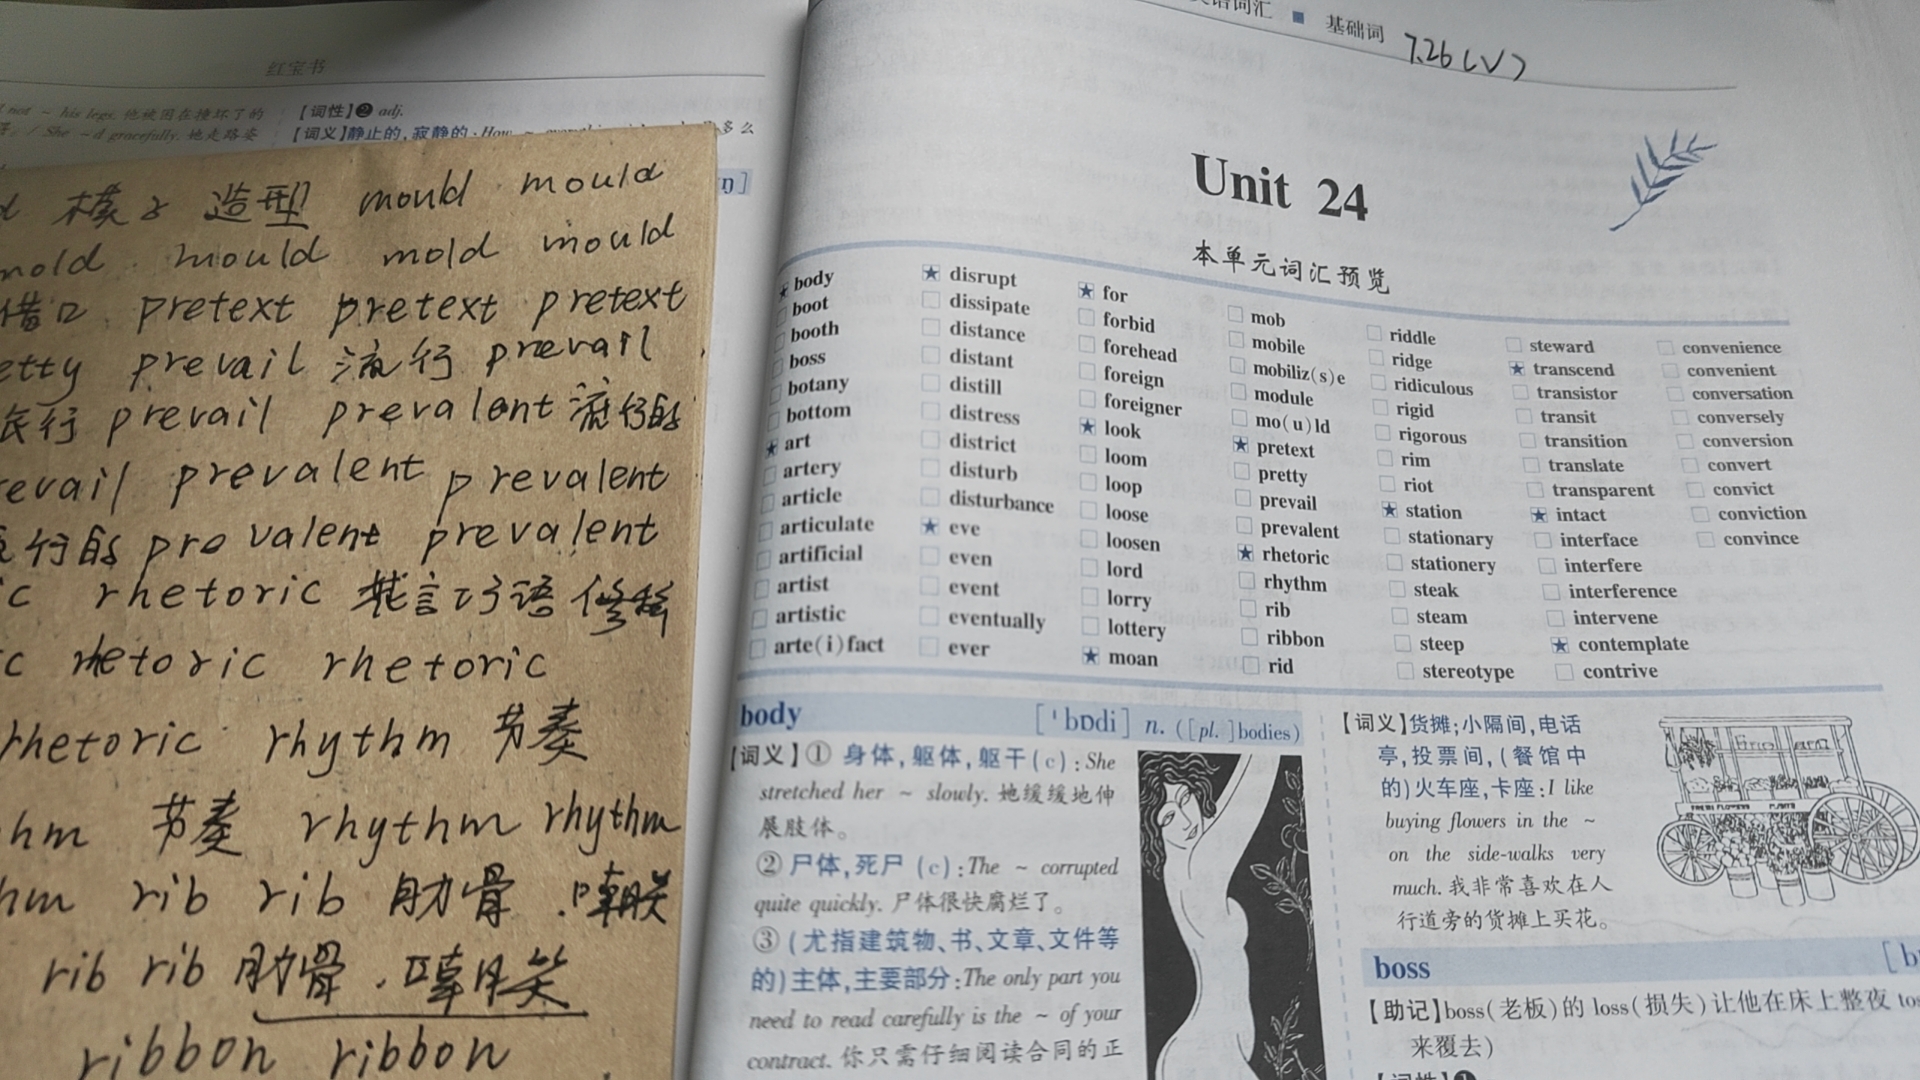 红宝书
not ~ his legs. 他被困在撞坏了的
/ She ~d gracefully. 她走路姿
【词性】❷ adj.
【词义】静止的，寂静的：How
多么
模 造型 mould mould
mold mould mold mould
借口 pretext pretext pretext
etty prevail 流行 prevail
流行 prevail prevalent 流行的
evail prevalent prevalent
流行的 prevalent prevalent
c rhetoric 花言巧语 修辞
c rhetoric rhetoric
rhetoric rhythm 节奏
hm 节奏 rhythm rhythm
hm rib rib 肋骨.嘲笑
rib rib 肋骨.嘲笑
ribbon ribbon
语词汇 ■ 基础词 7.26(√)
Unit 24
本单元词汇预览
★ body
□ boot
□ booth
□ boss
□ botany
□ bottom
★ art
□ artery
□ article
□ articulate
□ artificial
□ artist
□ artistic
□ arte(i)fact
★ disrupt
□ dissipate
□ distance
□ distant
□ distill
□ distress
□ district
□ disturb
□ disturbance
★ eve
□ even
□ event
□ eventually
□ ever
★ for
□ forbid
□ forehead
□ foreign
□ foreigner
★ look
□ loom
□ loop
□ loose
□ loosen
□ lord
□ lorry
□ lottery
★ moan
□ mob
□ mobile
□ mobiliz(s)e
□ module
□ mo(u)ld
★ pretext
□ pretty
□ prevail
□ prevalent
★ rhetoric
□ rhythm
□ rib
□ ribbon
□ rid
□ riddle
□ ridge
□ ridiculous
□ rigid
□ rigorous
□ rim
□ riot
★ station
□ stationary
□ stationery
□ steak
□ steam
□ steep
□ stereotype
□ steward
★ transcend
□ transistor
□ transit
□ transition
□ translate
□ transparent
★ intact
□ interface
□ interfere
□ interference
□ intervene
★ contemplate
□ contrive
□ convenience
□ convenient
□ conversation
□ conversely
□ conversion
□ convert
□ convict
□ conviction
□ convince
body ['bɒdi] n. ([pl.]bodies)
【词义】① 身体，躯体，躯干(c)：She
stretched her ~ slowly. 她缓缓地伸
展肢体。
② 尸体，死尸 (c)：The ~ corrupted
quite quickly. 尸体很快腐烂了。
③ (尤指建筑物、书、文章、文件等
的)主体，主要部分：The only part you
need to read carefully is the ~ of your
contract. 你只需仔细阅读合同的正
【词义】货摊；小隔间，电话
亭，投票间，(餐馆中
的)火车座，卡座：I like
buying flowers in the ~
on the side-walks very
much. 我非常喜欢在人
行道旁的货摊上买花。
FRESH FLOWERS PLANTS
boss [b
【助记】boss(老板)的 loss(损失)让他在床上整夜 tos
来覆去)
【词性】❶